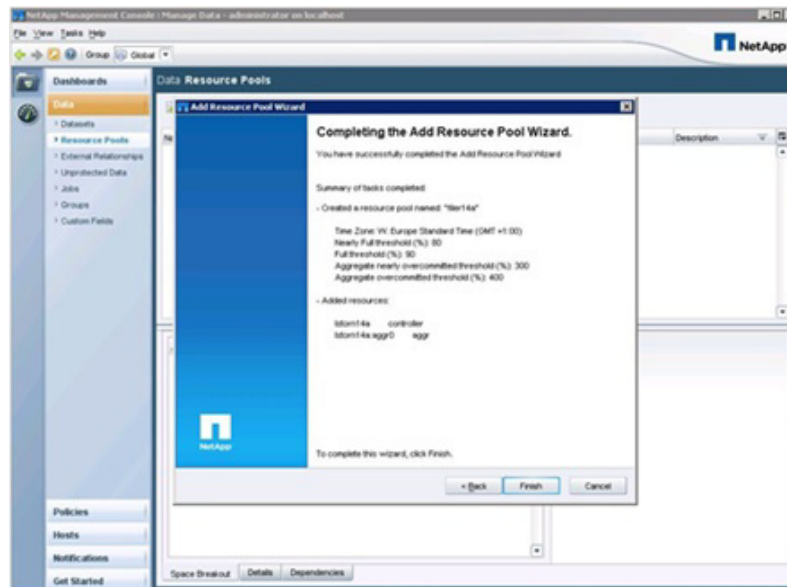 NetApp Management Console : Manage Data - administrator on localhost
File View Tasks Help
Group Global
NetApp
Dashboards
Data
Datasets
Resource Pools
External Relationships
Unprotected Data
Jobs
Groups
Custom Fields
Policies
Hosts
Notifications
Get Started
Data Resource Pools
Description
Add Resource Pool Wizard
Completing the Add Resource Pool Wizard.
You have successfully completed the Add Resource Pool Wizard
Summary of tasks completed:
- Created a resource pool named: "filer14a"
Time Zone: W. Europe Standard Time (GMT +1:00)
Nearly Full threshold (%): 80
Full threshold (%): 90
Aggregate nearly overcommitted threshold (%): 300
Aggregate overcommitted threshold (%): 400
- Added resources:
controller
aggr
To complete this wizard, click Finish.
NetApp
< Back Finish Cancel
Space Breakout Details Dependencies